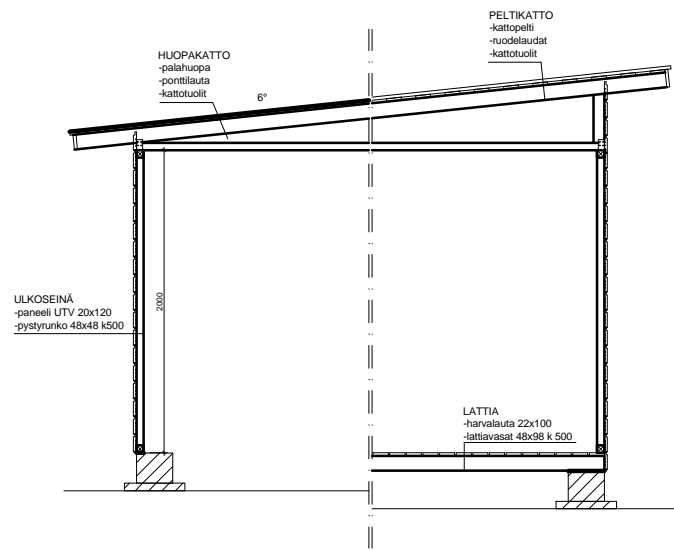 PELTIKATTO
-kattopelti
-ruodelaudat
-kattotuolit
HUOPAKATTO
-palahuopa
-ponttilauta
-kattotuolit
6°
2000
ULKOSEINÄ
-paneeli UTV 20x120
-pystyrunko 48x48 k500
LATTIA
-harvalauta 22x100
-lattiavasat 48x98 k 500